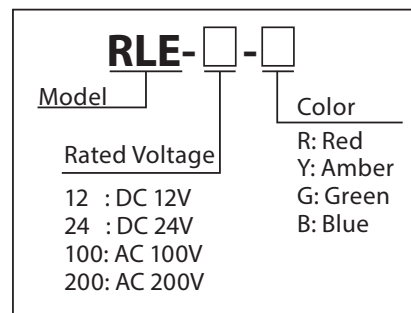 RLE-□-□
Model
Color
R: Red
Y: Amber
G: Green
B: Blue
Rated Voltage
12 : DC 12V
24 : DC 24V
100: AC 100V
200: AC 200V